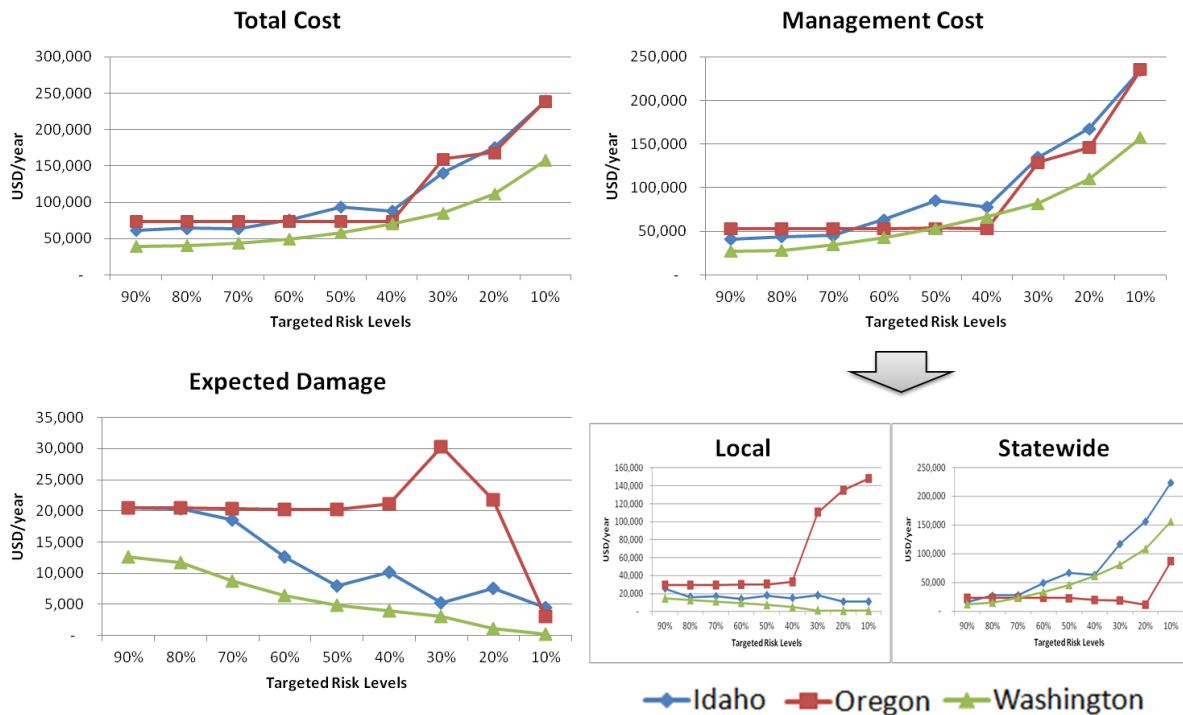 Total Cost
300,000
250,000
200,000
150,000
100,000
50,000
-
USD/year
90% 80% 70% 60% 50% 40% 30% 20% 10%
Targeted Risk Levels
Management Cost
250,000
200,000
150,000
100,000
50,000
-
USD/year
90% 80% 70% 60% 50% 40% 30% 20% 10%
Targeted Risk Levels
Expected Damage
35,000
30,000
25,000
20,000
15,000
10,000
5,000
-
USD/year
90% 80% 70% 60% 50% 40% 30% 20% 10%
Targeted Risk Levels
Local
160,000
140,000
120,000
100,000
80,000
60,000
40,000
20,000
-
USD/year
90% 80% 70% 60% 50% 40% 30% 20% 10%
Targeted Risk Levels
Statewide
250,000
200,000
150,000
100,000
50,000
-
USD/year
90% 80% 70% 60% 50% 40% 30% 20% 10%
Targeted Risk Levels
Idaho Oregon Washington